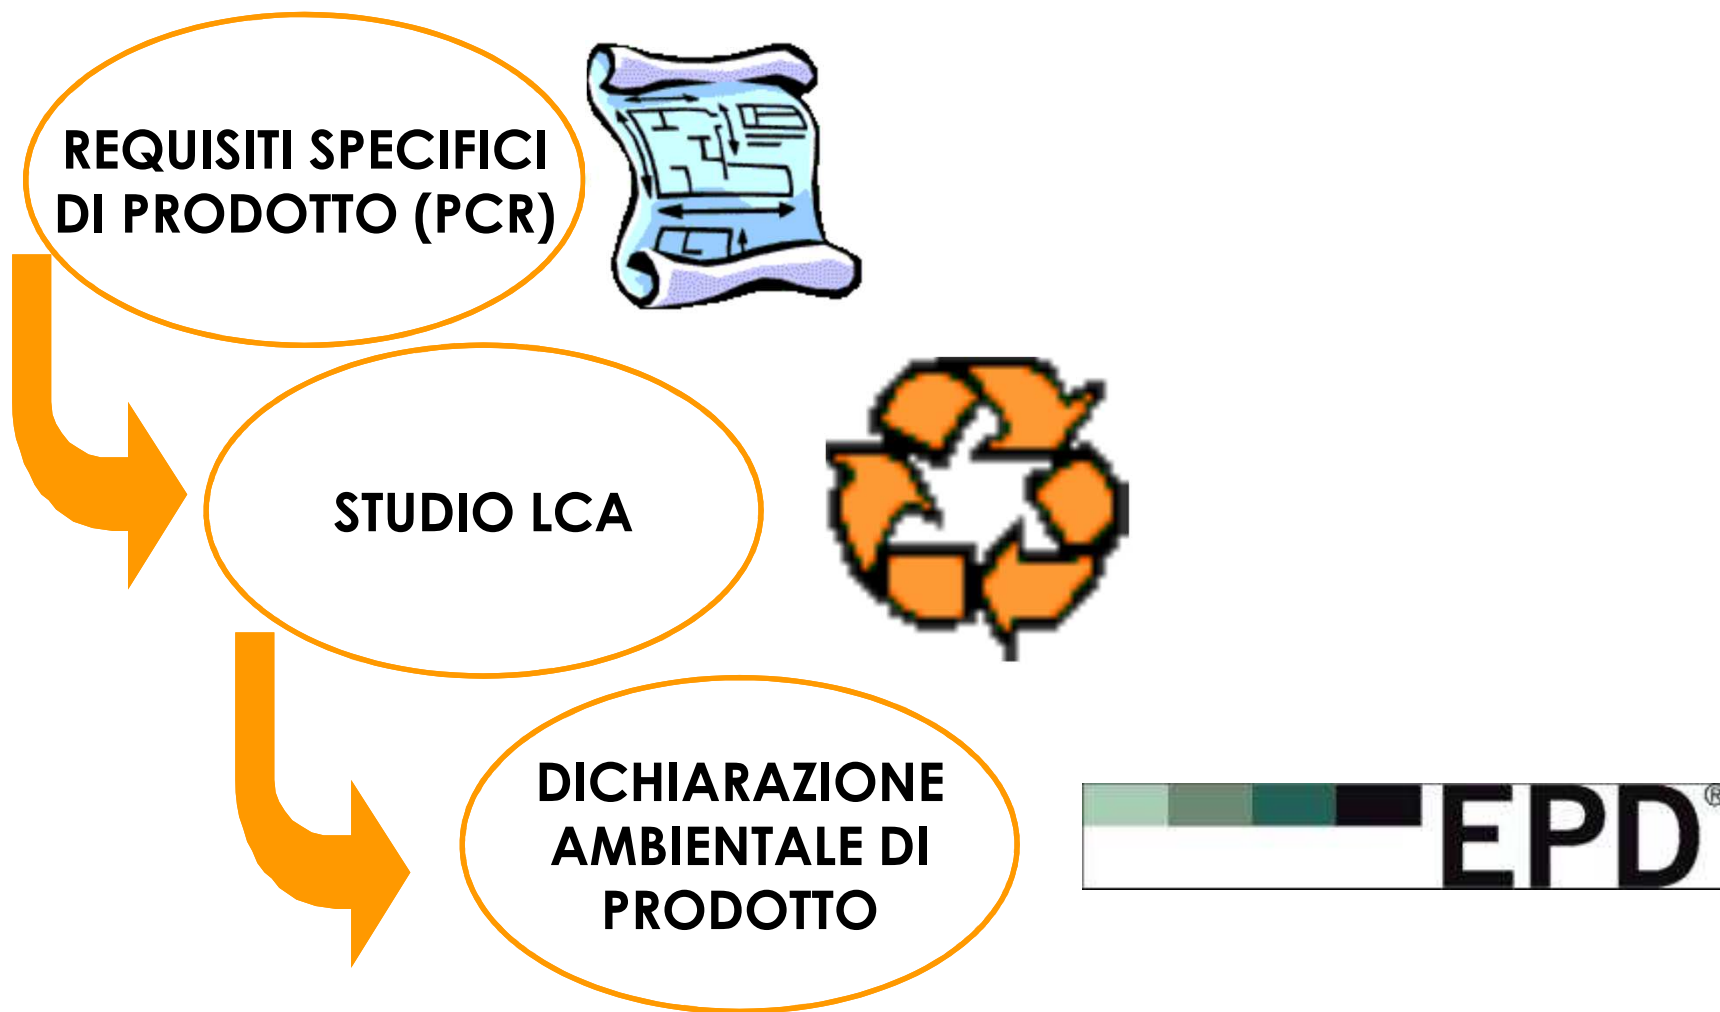 REQUISITI SPECIFICI
DI PRODOTTO (PCR)
STUDIO LCA
DICHIARAZIONE
AMBIENTALE DI
PRODOTTO
EPD®